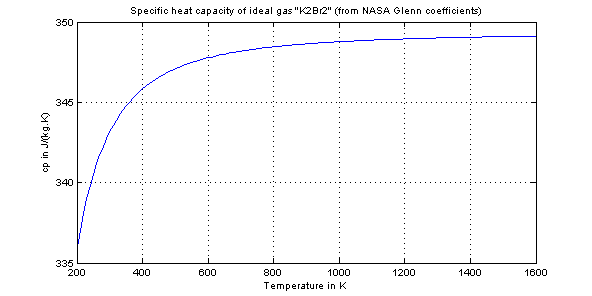 Specific heat capacity of ideal gas "K2Br2" (from NASA Glenn coefficients)
350
345
340
335
cp in J/(kg.K)
200 400 600 800 1000 1200 1400 1600
Temperature in K